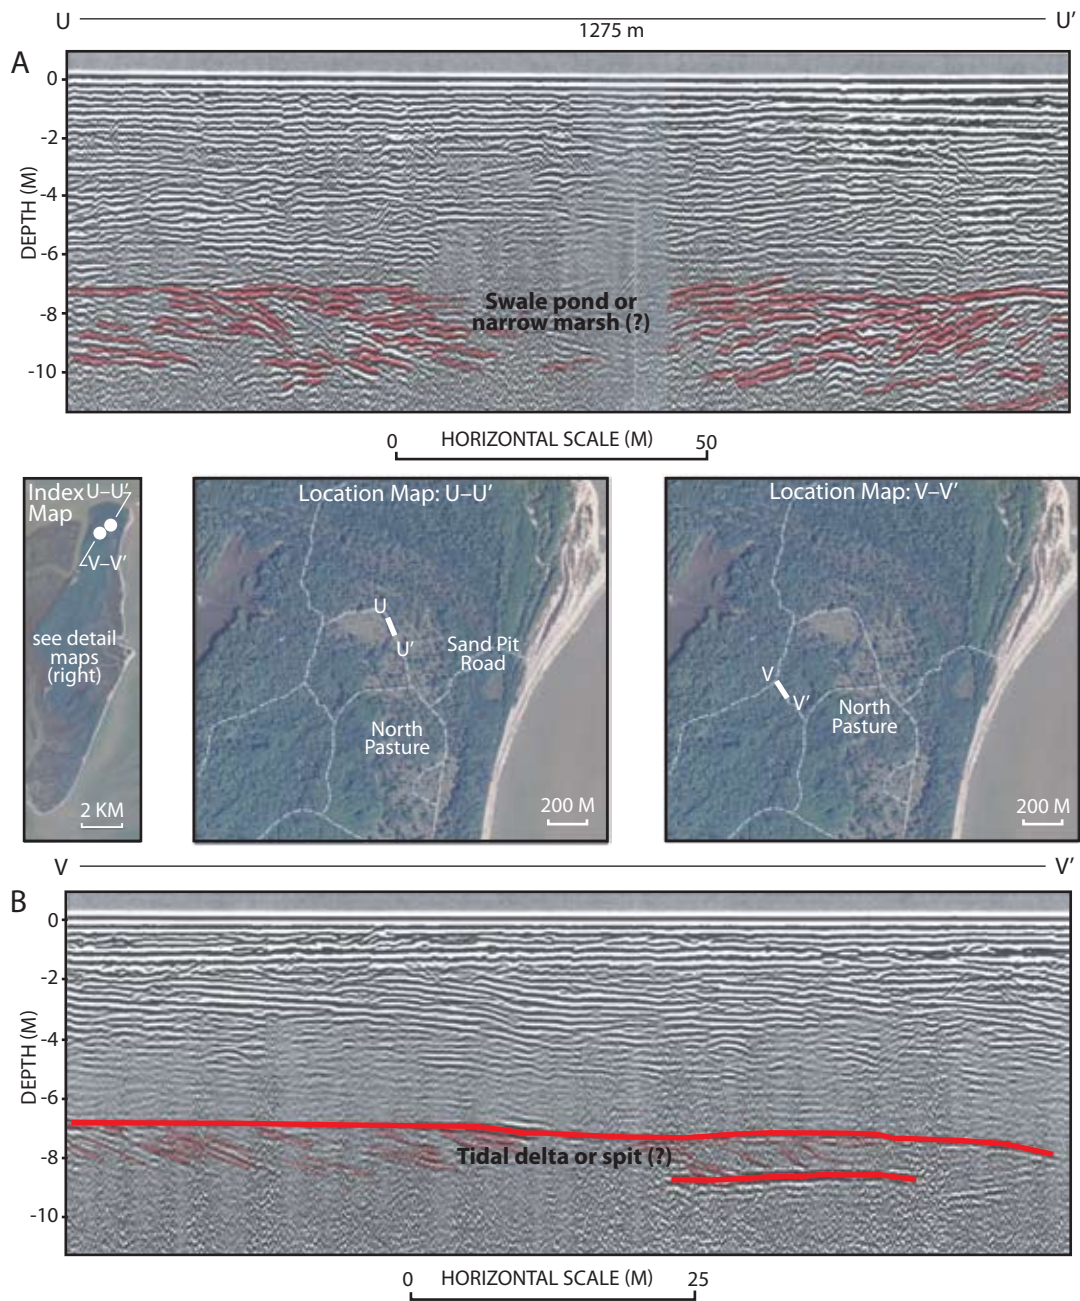 U
U'
1275 m
A
0
-2
-4
-6
-8
-10
DEPTH (M)
Swale pond or
narrow marsh (?)
0 HORIZONTAL SCALE (M) 50
Index
Map
U–U'
V–V'
see detail
maps
(right)
2 KM
Location Map: U–U'
U
U'
Sand Pit
Road
North
Pasture
200 M
Location Map: V–V'
V
V'
North
Pasture
200 M
V
V'
B
0
-2
-4
-6
-8
-10
DEPTH (M)
Tidal delta or spit (?)
0 HORIZONTAL SCALE (M) 25